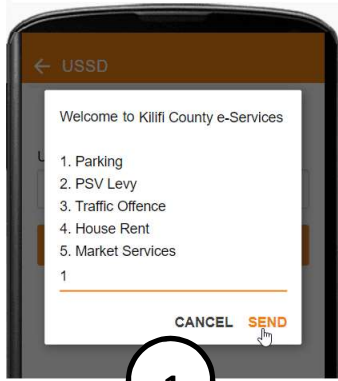 ← USSD
Welcome to Kilifi County e-Services
1. Parking
2. PSV Levy
3. Traffic Offence
4. House Rent
5. Market Services
1
CANCEL SEND